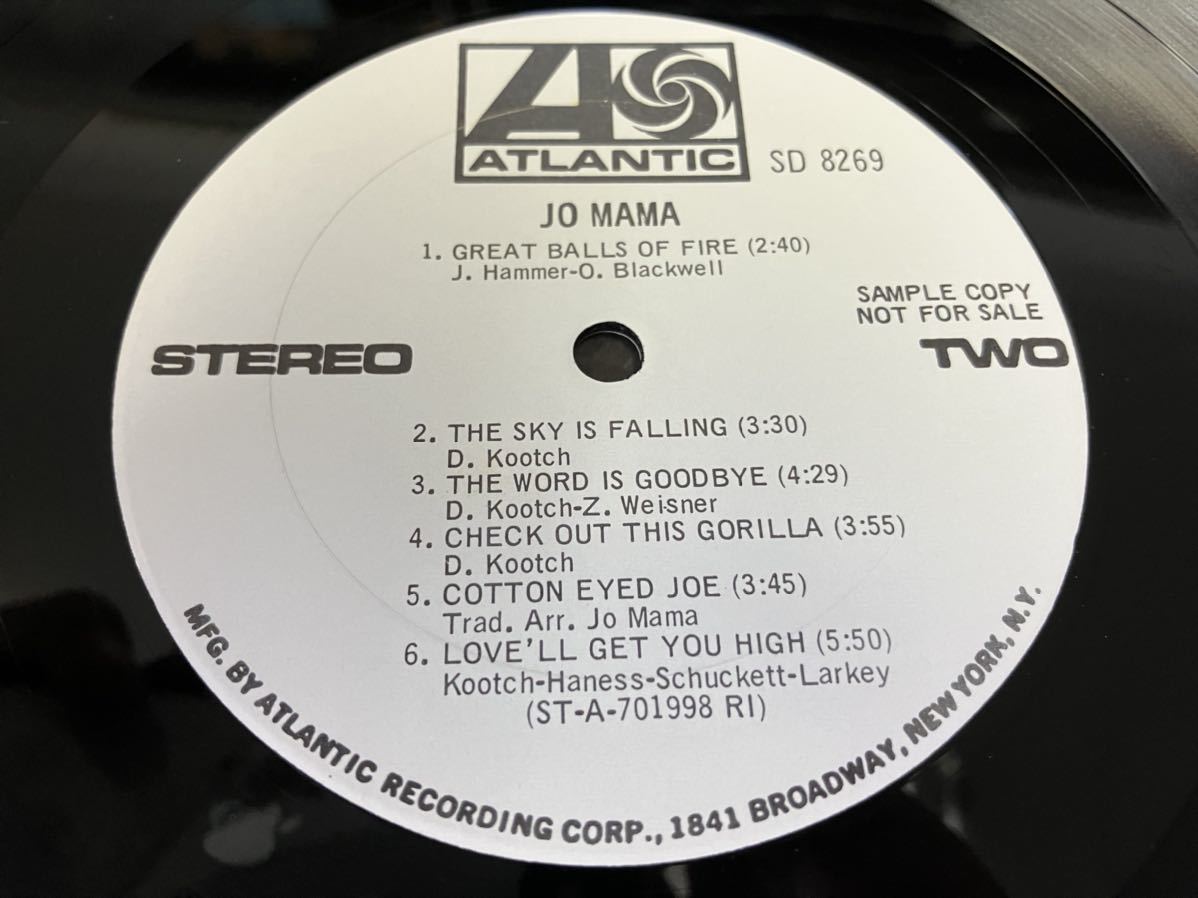 ATLANTIC
SD 8269
JO MAMA
1. GREAT BALLS OF FIRE (2:40)
J. Hammer-O. Blackwell
SAMPLE COPY
NOT FOR SALE
STEREO
TWO
2. THE SKY IS FALLING (3:30)
D. Kootch
3. THE WORD IS GOODBYE (4:29)
D. Kootch-Z. Weisner
4. CHECK OUT THIS GORILLA (3:55)
D. Kootch
5. COTTON EYED JOE (3:45)
Trad. Arr. Jo Mama
6. LOVE'LL GET YOU HIGH (5:50)
Kootch-Haness-Schuckett-Larkey
(ST-A-701998 RI)
MFG. BY ATLANTIC RECORDING CORP., 1841 BROADWAY, NEW YORK, N.Y.